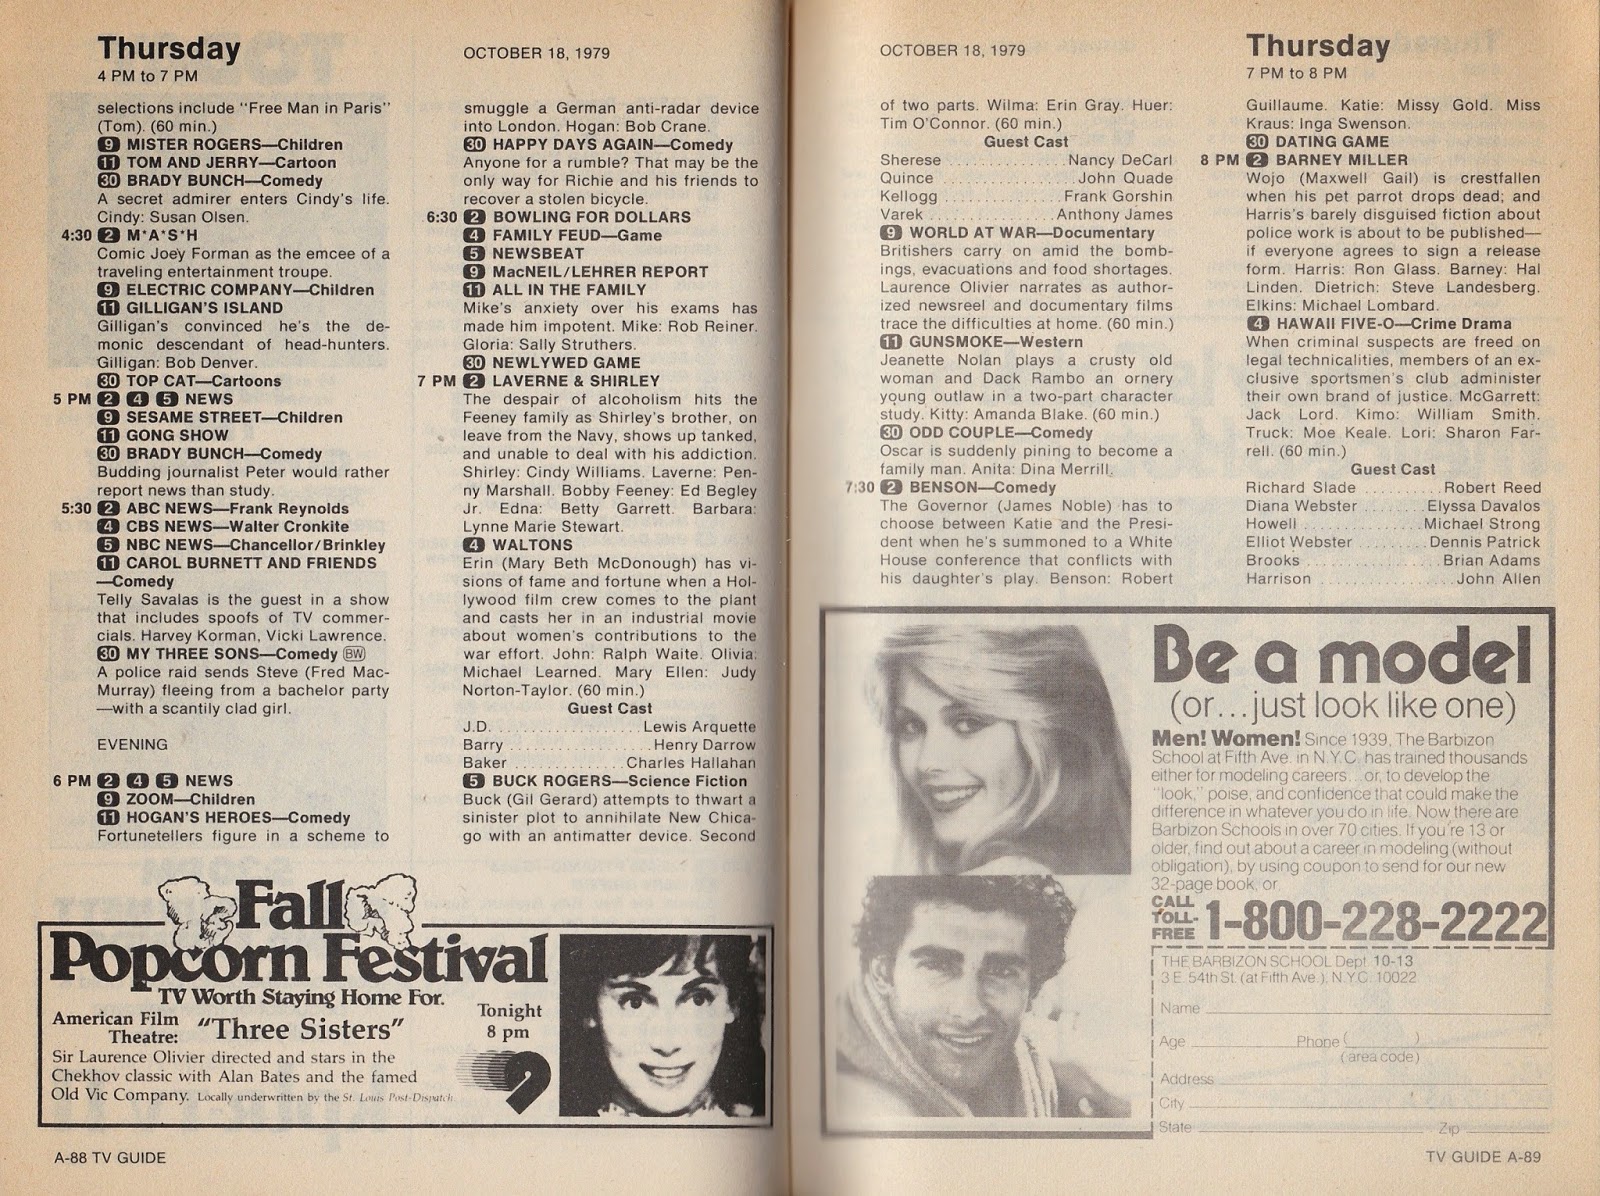 Thursday
4 PM to 7 PM
OCTOBER 18, 1979
selections include "Free Man in Paris"
(Tom). (60 min.)
9 MISTER ROGERS—Children
11 TOM AND JERRY—Cartoon
30 BRADY BUNCH—Comedy
A secret admirer enters Cindy's life.
Cindy: Susan Olsen.
4:30 2 M*A*S*H
Comic Joey Forman as the emcee of a
traveling entertainment troupe.
9 ELECTRIC COMPANY—Children
11 GILLIGAN'S ISLAND
Gilligan's convinced he's the de-
monic descendant of head-hunters.
Gilligan: Bob Denver.
30 TOP CAT—Cartoons
5 PM 2 4 5 NEWS
9 SESAME STREET—Children
11 GONG SHOW
30 BRADY BUNCH—Comedy
Budding journalist Peter would rather
report news than study.
5:30 2 ABC NEWS—Frank Reynolds
4 CBS NEWS—Walter Cronkite
5 NBC NEWS—Chancellor/Brinkley
11 CAROL BURNETT AND FRIENDS
—Comedy
Telly Savalas is the guest in a show
that includes spoofs of TV commer-
cials. Harvey Korman, Vicki Lawrence.
30 MY THREE SONS—Comedy BW
A police raid sends Steve (Fred Mac-
Murray) fleeing from a bachelor party
—with a scantily clad girl.
EVENING
6 PM 2 4 5 NEWS
9 ZOOM—Children
11 HOGAN'S HEROES—Comedy
Fortunetellers figure in a scheme to
smuggle a German anti-radar device
into London. Hogan: Bob Crane.
30 HAPPY DAYS AGAIN—Comedy
Anyone for a rumble? That may be the
only way for Richie and his friends to
recover a stolen bicycle.
6:30 2 BOWLING FOR DOLLARS
4 FAMILY FEUD—Game
5 NEWSBEAT
9 MacNEIL/LEHRER REPORT
11 ALL IN THE FAMILY
Mike's anxiety over his exams has
made him impotent. Mike: Rob Reiner.
Gloria: Sally Struthers.
30 NEWLYWED GAME
7 PM 2 LAVERNE & SHIRLEY
The despair of alcoholism hits the
Feeney family as Shirley's brother, on
leave from the Navy, shows up tanked,
and unable to deal with his addiction.
Shirley: Cindy Williams. Laverne: Pen-
ny Marshall. Bobby Feeney: Ed Begley
Jr. Edna: Betty Garrett. Barbara:
Lynne Marie Stewart.
4 WALTONS
Erin (Mary Beth McDonough) has vi-
sions of fame and fortune when a Hol-
lywood film crew comes to the plant
and casts her in an industrial movie
about women's contributions to the
war effort. John: Ralph Waite. Olivia:
Michael Learned. Mary Ellen: Judy
Norton-Taylor. (60 min.)
Guest Cast
J.D. ..................Lewis Arquette
Barry ..................Henry Darrow
Baker ..............Charles Hallahan
5 BUCK ROGERS—Science Fiction
Buck (Gil Gerard) attempts to thwart a
sinister plot to annihilate New Chica-
go with an antimatter device. Second
Fall
Popcorn Festival
TV Worth Staying Home For.
American Film
Theatre:
"Three Sisters"
Tonight
8 pm
Sir Laurence Olivier directed and stars in the
Chekhov classic with Alan Bates and the famed
Old Vic Company. Locally underwritten by the St. Louis Post-Dispatch
9
A-88 TV GUIDE
OCTOBER 18, 1979
Thursday
7 PM to 8 PM
of two parts. Wilma: Erin Gray. Huer:
Tim O'Connor. (60 min.)
Guest Cast
Sherese ..............Nancy DeCarl
Quince .................John Quade
Kellogg ...............Frank Gorshin
Varek ...............Anthony James
9 WORLD AT WAR—Documentary
Britishers carry on amid the bomb-
ings, evacuations and food shortages.
Laurence Olivier narrates as author-
ized newsreel and documentary films
trace the difficulties at home. (60 min.)
11 GUNSMOKE—Western
Jeanette Nolan plays a crusty old
woman and Dack Rambo an ornery
young outlaw in a two-part character
study. Kitty: Amanda Blake. (60 min.)
30 ODD COUPLE—Comedy
Oscar is suddenly pining to become a
family man. Anita: Dina Merrill.
7:30 2 BENSON—Comedy
The Governor (James Noble) has to
choose between Katie and the Presi-
dent when he's summoned to a White
House conference that conflicts with
his daughter's play. Benson: Robert
Guillaume. Katie: Missy Gold. Miss
Kraus: Inga Swenson.
30 DATING GAME
8 PM 2 BARNEY MILLER
Wojo (Maxwell Gail) is crestfallen
when his pet parrot drops dead; and
Harris's barely disguised fiction about
police work is about to be published—
if everyone agrees to sign a release
form. Harris: Ron Glass. Barney: Hal
Linden. Dietrich: Steve Landesberg.
Elkins: Michael Lombard.
4 HAWAII FIVE-O—Crime Drama
When criminal suspects are freed on
legal technicalities, members of an ex-
clusive sportsmen's club administer
their own brand of justice. McGarrett:
Jack Lord. Kimo: William Smith.
Truck: Moe Keale. Lori: Sharon Far-
rell. (60 min.)
Guest Cast
Richard Slade ..........Robert Reed
Diana Webster ........Elyssa Davalos
Howell ..............Michael Strong
Elliot Webster .........Dennis Patrick
Brooks .................Brian Adams
Harrison .................John Allen
Be a model
(or...just look like one)
Men! Women! Since 1939, The Barbizon
School at Fifth Ave. in N.Y.C. has trained thousands
either for modeling careers...or, to develop the
"look," poise, and confidence that could make the
difference in whatever you do in life. Now there are
Barbizon Schools in over 70 cities. If you're 13 or
older, find out about a career in modeling (without
obligation), by using coupon to send for our new
32-page book, or
CALL
TOLL-
FREE 1-800-228-2222
THE BARBIZON SCHOOL Dept. 10-13
3 E. 54th St. (at Fifth Ave.), N.Y.C. 10022
Name
Age Phone ( )
(area code)
Address
City
State Zip
TV GUIDE A-89